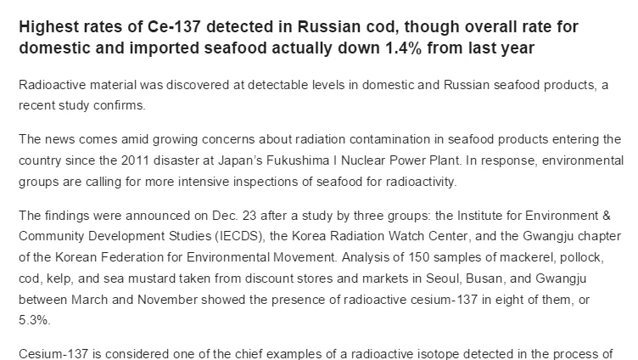 Highest rates of Ce-137 detected in Russian cod, though overall rate for
domestic and imported seafood actually down 1.4% from last year
Radioactive material was discovered at detectable levels in domestic and Russian seafood products, a
recent study confirms.
The news comes amid growing concerns about radiation contamination in seafood products entering the
country since the 2011 disaster at Japan's Fukushima I Nuclear Power Plant. In response, environmental
groups are calling for more intensive inspections of seafood for radioactivity.
The findings were announced on Dec. 23 after a study by three groups: the Institute for Environment &
Community Development Studies (IECDS), the Korea Radiation Watch Center, and the Gwangju chapter
of the Korean Federation for Environmental Movement. Analysis of 150 samples of mackerel, pollock,
cod, kelp, and sea mustard taken from discount stores and markets in Seoul, Busan, and Gwangju
between March and November showed the presence of radioactive cesium-137 in eight of them, or
5.3%.
Cesium-137 is considered one of the chief examples of a radioactive isotope detected in the process of